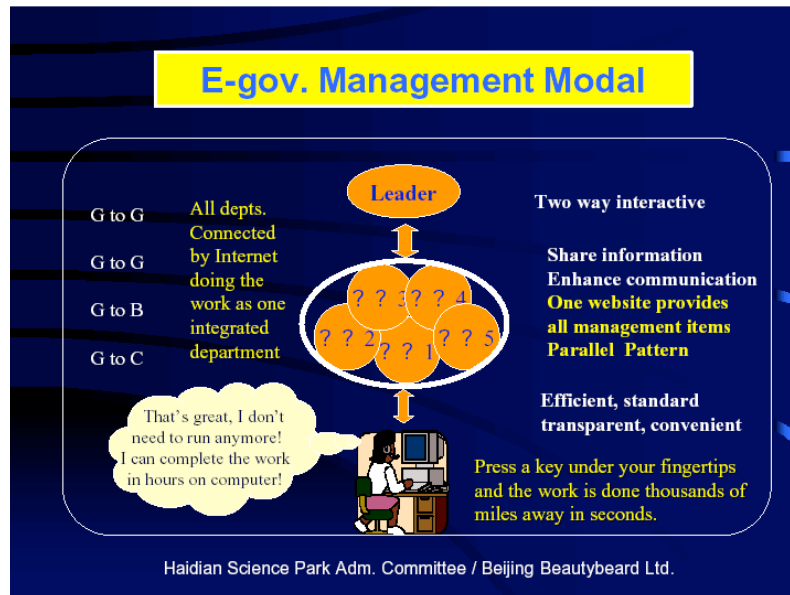 E-gov. Management Modal
G to G
G to G
G to B
G to C
All depts.
Connected
by Internet
doing the
work as one
integrated
department
Leader
? ? 3
? ? 4
? ? 2
? ? 1
? ? 5
Two way interactive
Share information
Enhance communication
One website provides
all management items
Parallel Pattern
Efficient, standard
transparent, convenient
That's great, I don't
need to run anymore!
I can complete the work
in hours on computer!
Press a key under your fingertips
and the work is done thousands of
miles away in seconds.
Haidian Science Park Adm. Committee / Beijing Beautybeard Ltd.